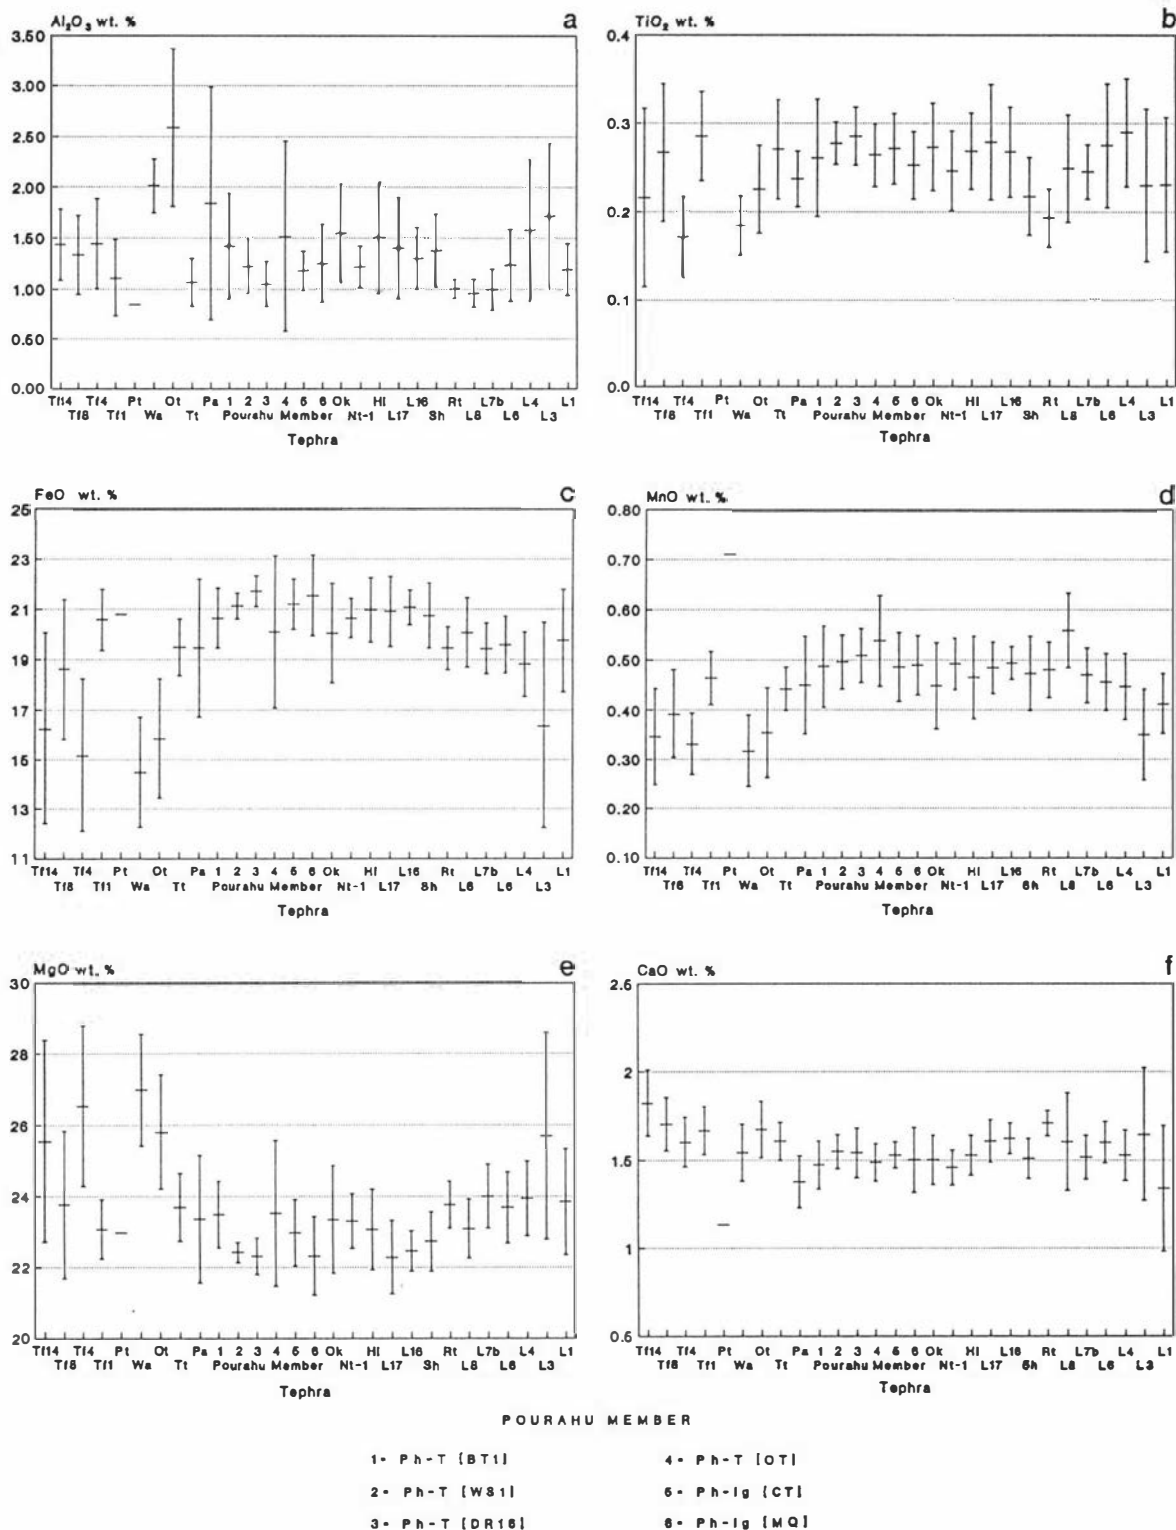 Al₂O₃ wt. % a
3.50
3.00
2.50
2.00
1.50
1.00
0.50
0.00
Tf14 Tf4 Pt Ot Pa 1 2 3 4 5 6 Ok Hl L16 Rt L7b L4 L1
Tf8 Tf1 Wa Tt Pourahu Member Nt-1 L17 Sh L8 L6 L3
Tephra
TiO₂ wt. % b
0.4
0.3
0.2
0.1
0.0
Tf14 Tf4 Pt Ot Pa 1 2 3 4 5 6 Ok Hl L16 Rt L7b L4 L1
Tf8 Tf1 Wa Tt Pourahu Member Nt-1 L17 Sh L8 L6 L3
Tephra
FeO wt. % c
25
23
21
19
17
15
13
11
Tf14 Tf4 Pt Ot Pa 1 2 3 4 5 6 Ok Hl L16 Rt L7b L4 L1
Tf8 Tf1 Wa Tt Pourahu Member Nt-1 L17 Sh L8 L6 L3
Tephra
MnO wt. % d
0.80
0.70
0.60
0.50
0.40
0.30
0.20
0.10
Tf14 Tf4 Pt Ot Pa 1 2 3 4 5 6 Ok Hl L16 Rt L7b L4 L1
Tf8 Tf1 Wa Tt Pourahu Member Nt-1 L17 Sh L8 L6 L3
Tephra
MgO wt. % e
30
28
26
24
22
20
Tf14 Tf4 Pt Ot Pa 1 2 3 4 5 6 Ok Hl L16 Rt L7b L4 L1
Tf8 Tf1 Wa Tt Pourahu Member Nt-1 L17 Sh L8 L6 L3
Tephra
CaO wt. % f
2.6
2
1.5
1
0.6
Tf14 Tf4 Pt Ot Pa 1 2 3 4 5 6 Ok Hl L16 Rt L7b L4 L1
Tf8 Tf1 Wa Tt Pourahu Member Nt-1 L17 Sh L8 L6 L3
Tephra
POURAHU MEMBER
1- Ph-T [BT1] 4- Ph-T [OT]
2- Ph-T [WS1] 5- Ph-Ig [CT]
3- Ph-T [DR16] 6- Ph-Ig [MQ]